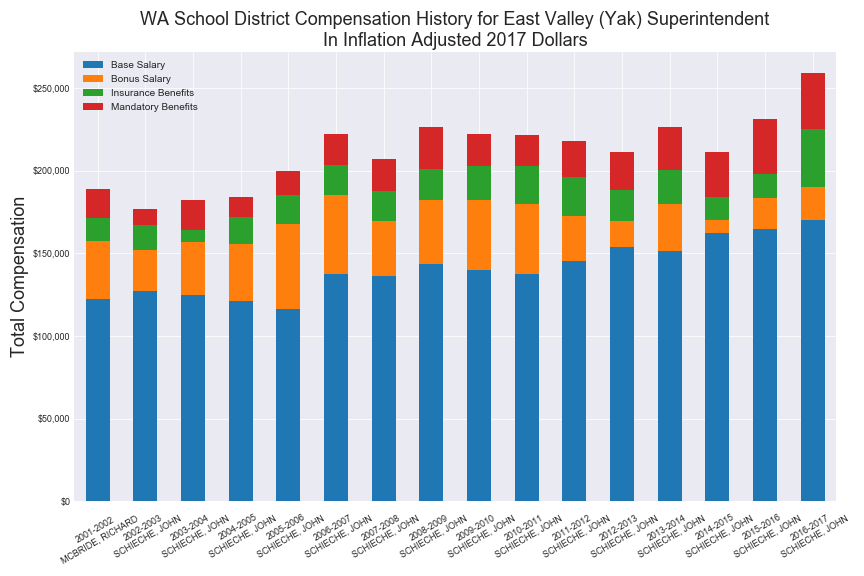 WA School District Compensation History for East Valley (Yak) Superintendent
In Inflation Adjusted 2017 Dollars
Base Salary
Bonus Salary
Insurance Benefits
Mandatory Benefits
Total Compensation
$250,000
$200,000
$150,000
$100,000
$50,000
$0
2001-2002
MCBRIDE, RICHARD
2002-2003
SCHIECHE, JOHN
2003-2004
SCHIECHE, JOHN
2004-2005
SCHIECHE, JOHN
2005-2006
SCHIECHE, JOHN
2006-2007
SCHIECHE, JOHN
2007-2008
SCHIECHE, JOHN
2008-2009
SCHIECHE, JOHN
2009-2010
SCHIECHE, JOHN
2010-2011
SCHIECHE, JOHN
2011-2012
SCHIECHE, JOHN
2012-2013
SCHIECHE, JOHN
2013-2014
SCHIECHE, JOHN
2014-2015
SCHIECHE, JOHN
2015-2016
SCHIECHE, JOHN
2016-2017
SCHIECHE, JOHN